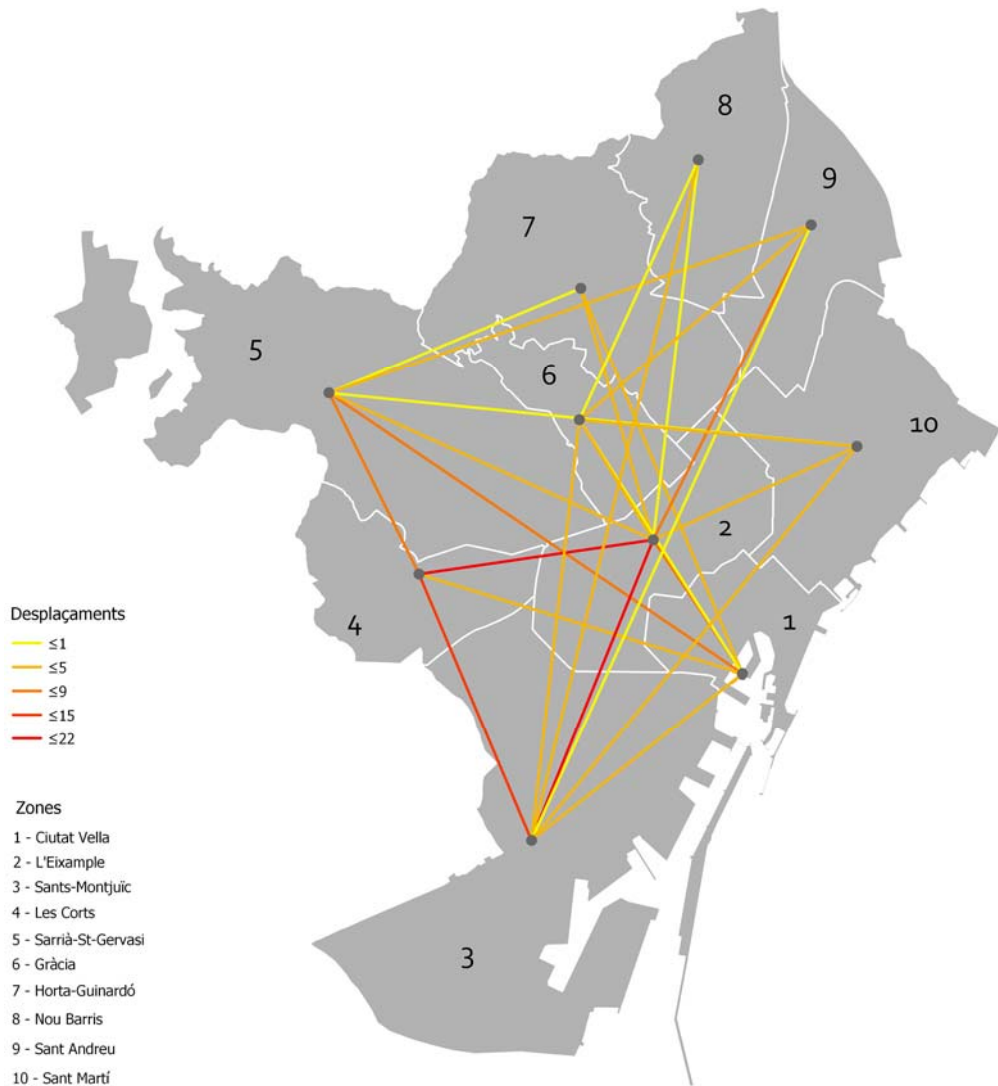 8
9
7
5
6
10
2
1
4
3
Desplaçaments
≤1
≤5
≤9
≤15
≤22
Zones
1 - Ciutat Vella
2 - L'Eixample
3 - Sants-Montjuïc
4 - Les Corts
5 - Sarrià-St-Gervasi
6 - Gràcia
7 - Horta-Guinardó
8 - Nou Barris
9 - Sant Andreu
10 - Sant Martí